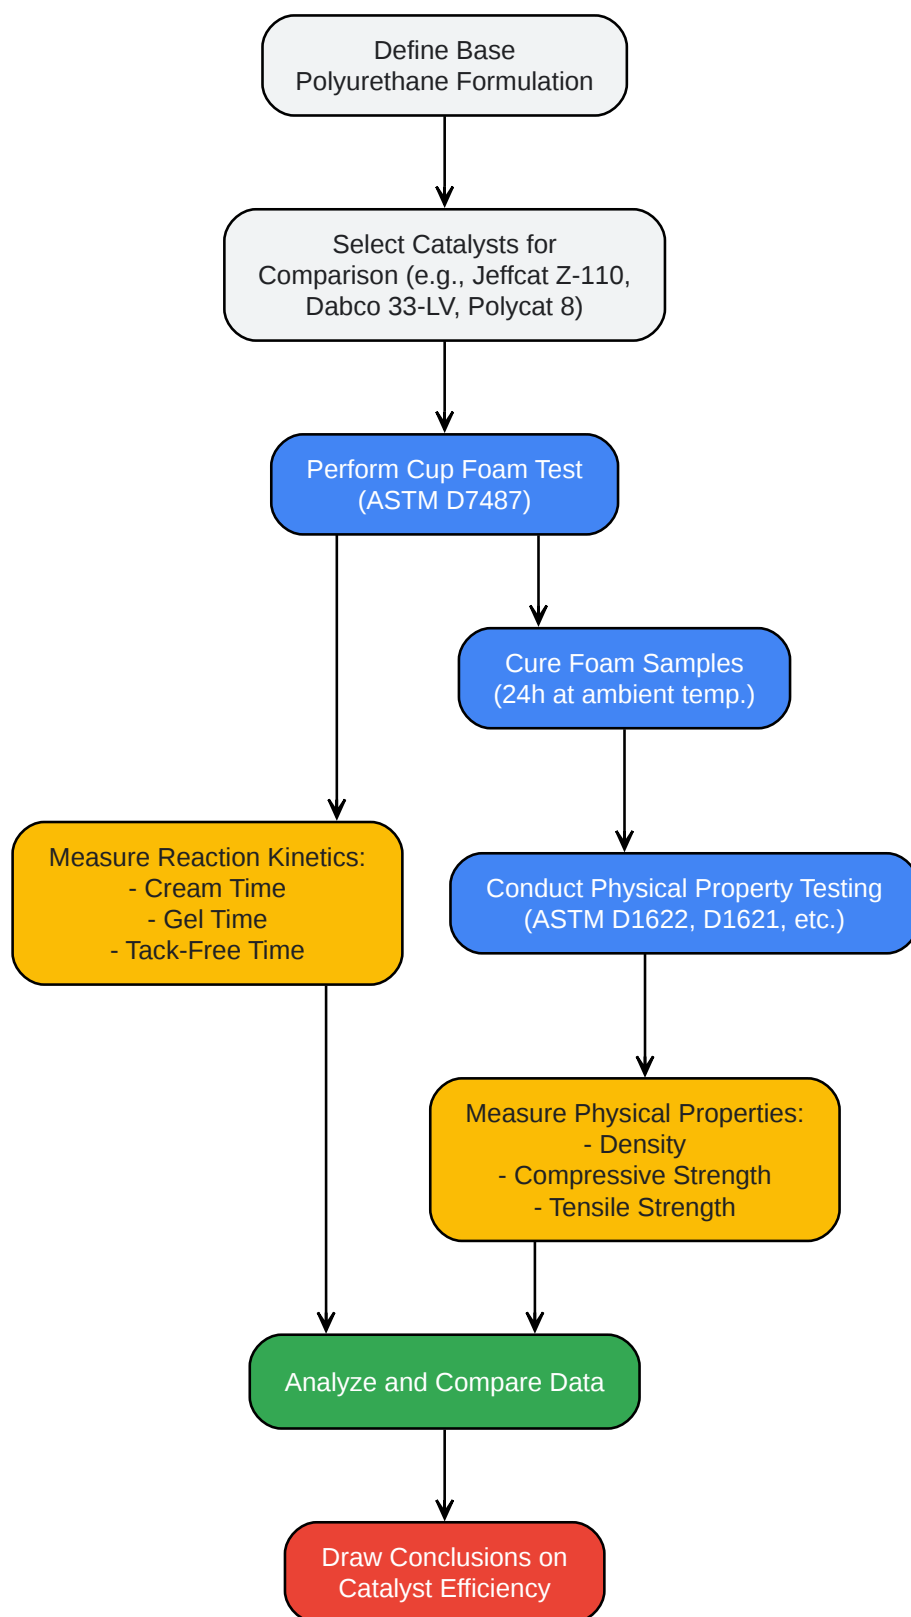 Define Base
Polyurethane Formulation
Select Catalysts for
Comparison (e.g., Jeffcat Z-110,
Dabco 33-LV, Polycat 8)
Perform Cup Foam Test
(ASTM D7487)
Cure Foam Samples
(24h at ambient temp.)
Measure Reaction Kinetics:
- Cream Time
- Gel Time
- Tack-Free Time
Conduct Physical Property Testing
(ASTM D1622, D1621, etc.)
Measure Physical Properties:
- Density
- Compressive Strength
- Tensile Strength
Analyze and Compare Data
Draw Conclusions on
Catalyst Efficiency